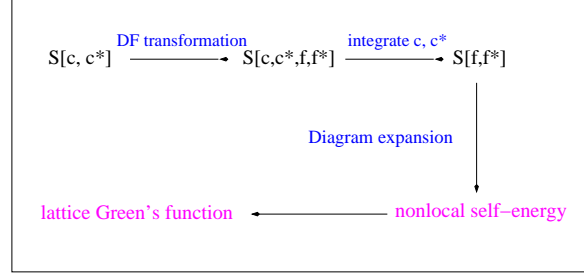 DF transformation
integrate c, c*
S[c, c*]
S[c,c*,f,f*]
S[f,f*]
Diagram expansion
lattice Green's function
nonlocal self−energy